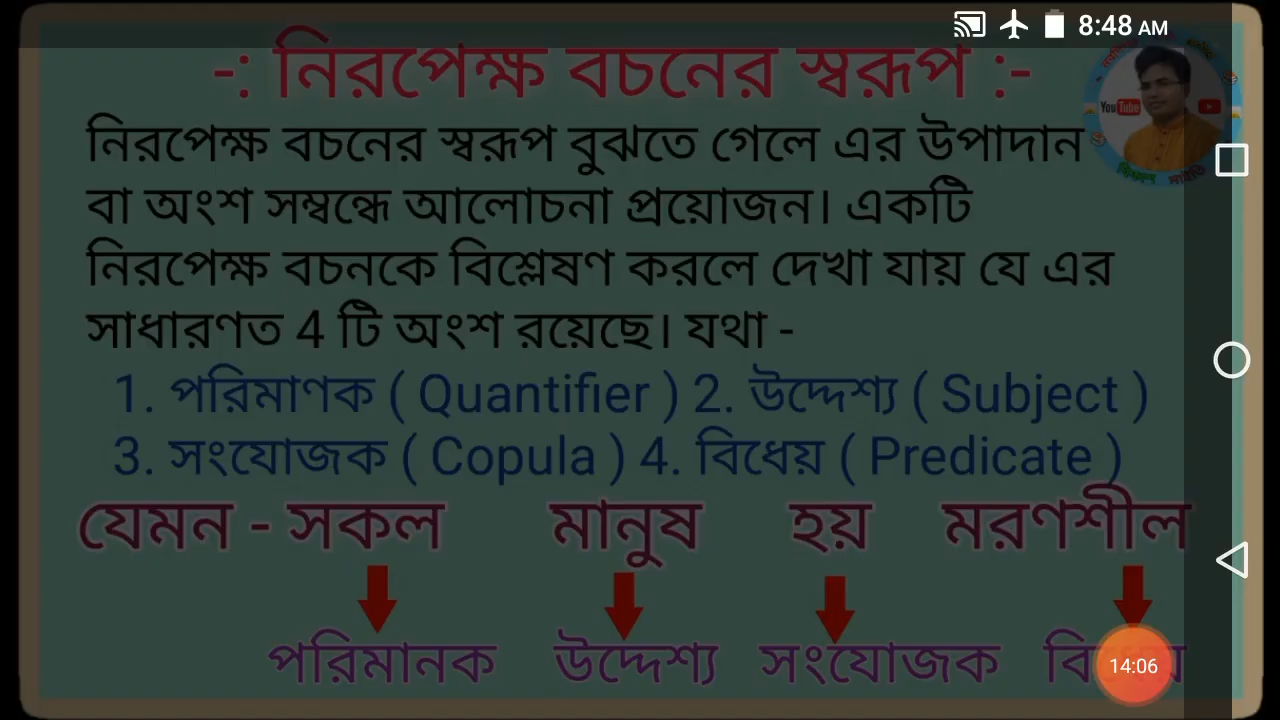 8:48 AM
-: নিরপেক্ষ বচনের স্বরূপ :-
YouTube
নিরপেক্ষ বচনের স্বরূপ বুঝতে গেলে এর উপাদান
বা অংশ সম্বন্ধে আলোচনা প্রয়োজন। একটি
নিরপেক্ষ বচনকে বিশ্লেষণ করলে দেখা যায় যে এর
সাধারণত 4 টি অংশ রয়েছে। যথা -
1. পরিমাণক ( Quantifier ) 2. উদ্দেশ্য ( Subject )
3. সংযোজক ( Copula ) 4. বিধেয় ( Predicate )
যেমন - সকল মানুষ হয় মরণশীল
পরিমানক উদ্দেশ্য সংযোজক
14:06